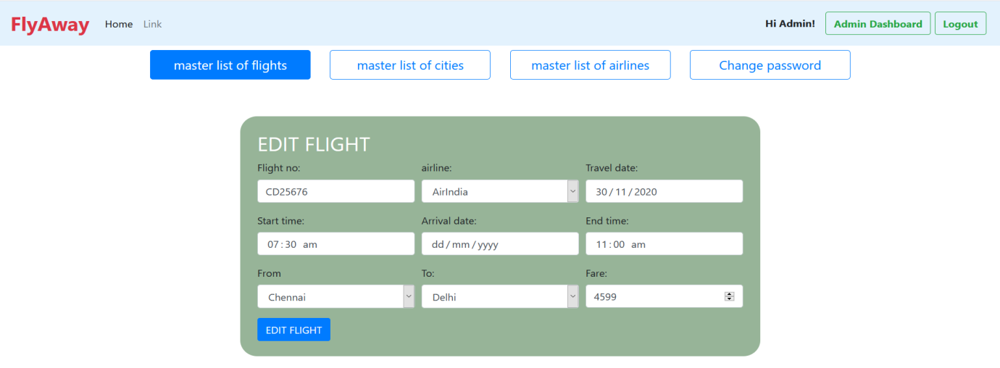 FlyAway Home Link Hi Admin! Admin Dashboard Logout
master list of flights master list of cities master list of airlines Change password
EDIT FLIGHT
Flight no: airline: Travel date:
CD25676 AirIndia 30/11/2020
Start time: Arrival date: End time:
07:30 am dd/mm/yyyy 11:00 am
From To: Fare:
Chennai Delhi 4599
EDIT FLIGHT